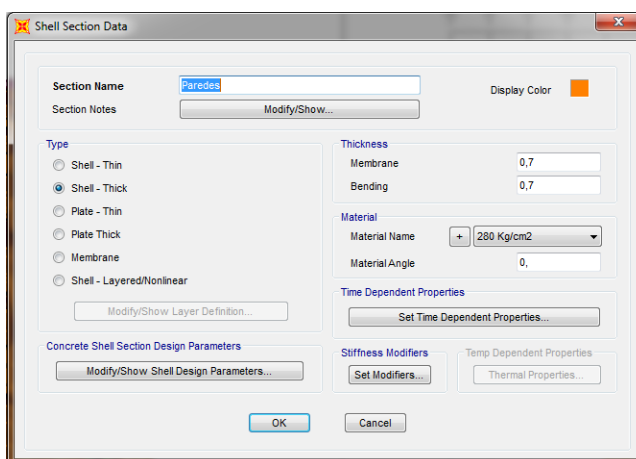 Shell Section Data
Section Name Paredes Display Color
Section Notes Modify/Show...
Type
Shell - Thin
Shell - Thick
Plate - Thin
Plate Thick
Membrane
Shell - Layered/Nonlinear
Modify/Show Layer Definition...
Thickness
Membrane 0,7
Bending 0,7
Material
Material Name + 280 Kg/cm2
Material Angle 0,
Time Dependent Properties
Set Time Dependent Properties...
Concrete Shell Section Design Parameters
Modify/Show Shell Design Parameters...
Stiffness Modifiers
Set Modifiers...
Temp Dependent Properties
Thermal Properties...
OK Cancel